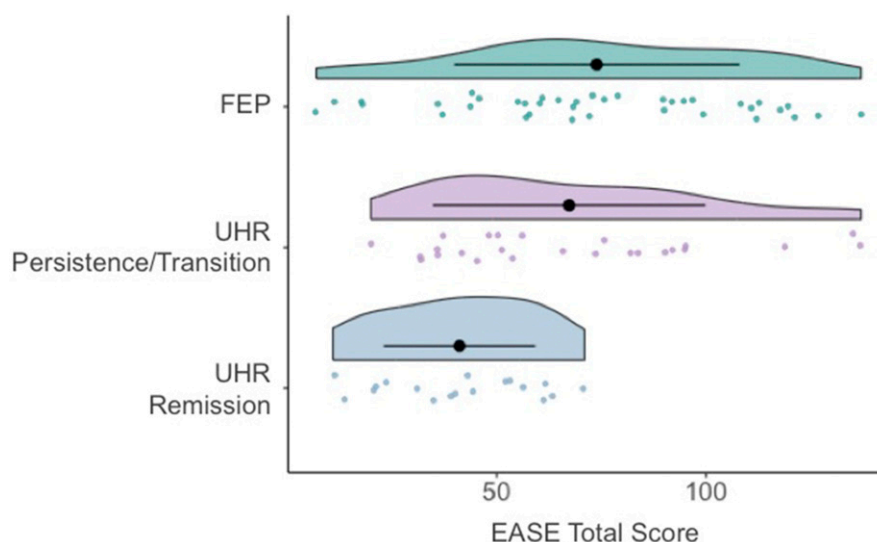 FEP
UHR
Persistence/Transition
UHR
Remission
50
100
EASE Total Score